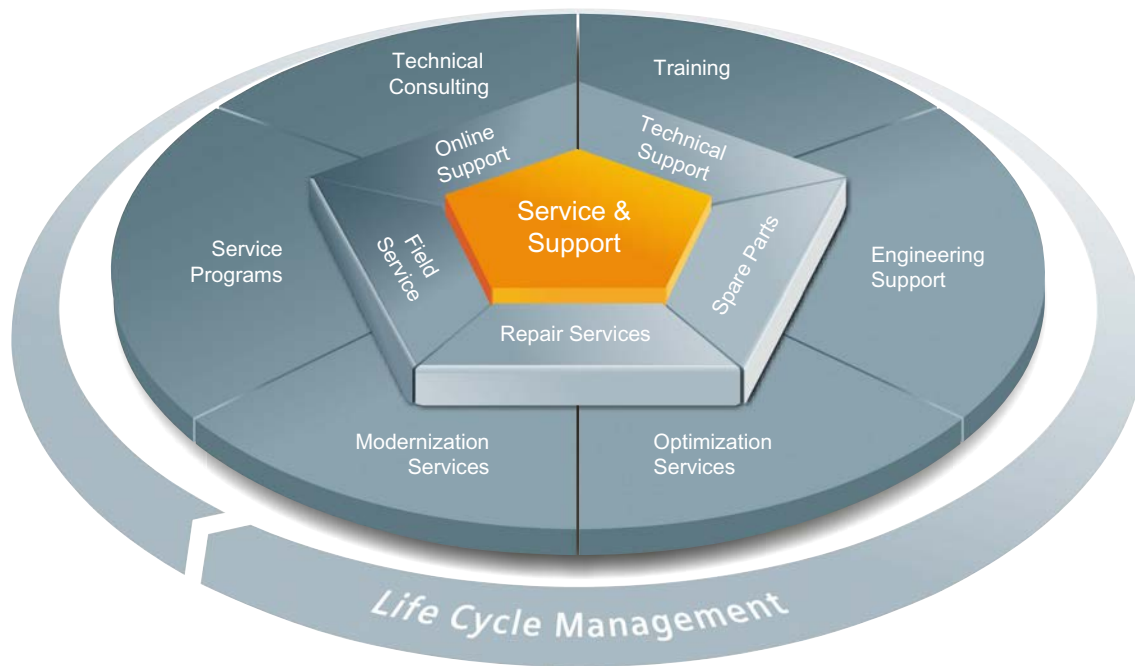 Technical
Consulting
Training
Online
Support
Technical
Support
Service &
Support
Service
Programs
Field
Service
Spare Parts
Engineering
Support
Repair Services
Modernization
Services
Optimization
Services
Life Cycle Management